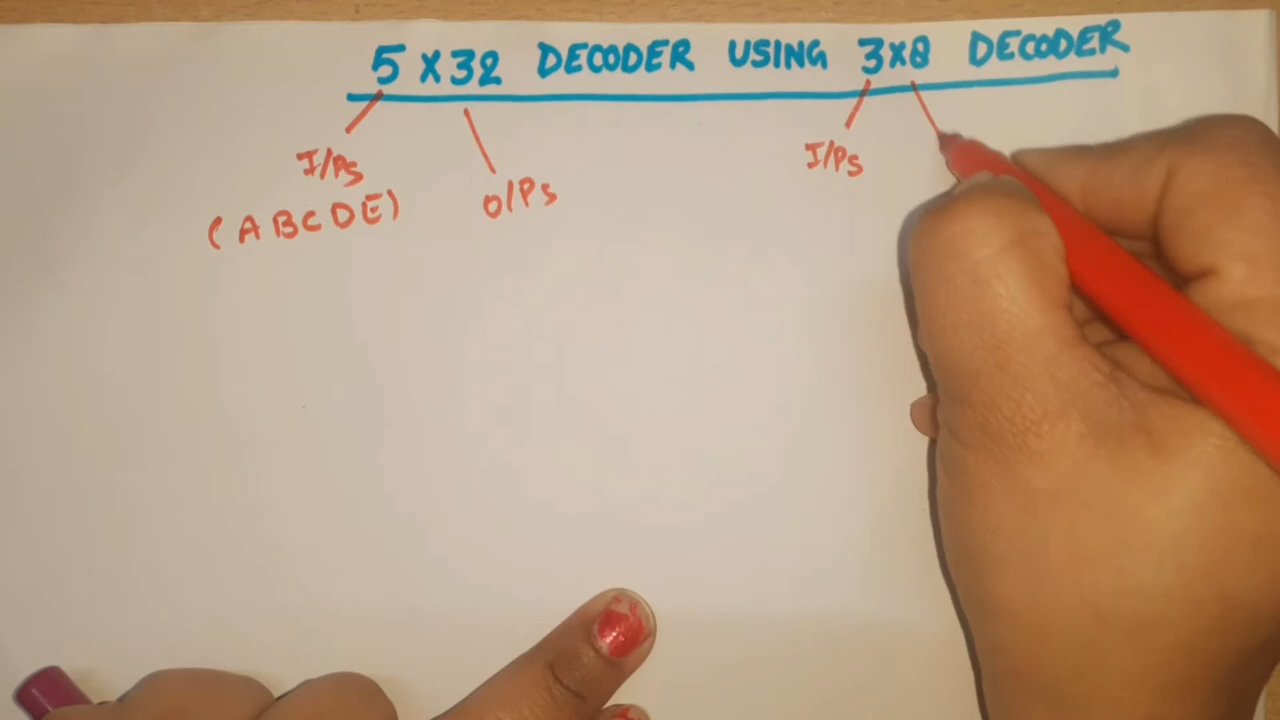 5 X 32 DECODER USING 3X8 DECODER
I/Ps I/Ps
(ABCDE) O/Ps